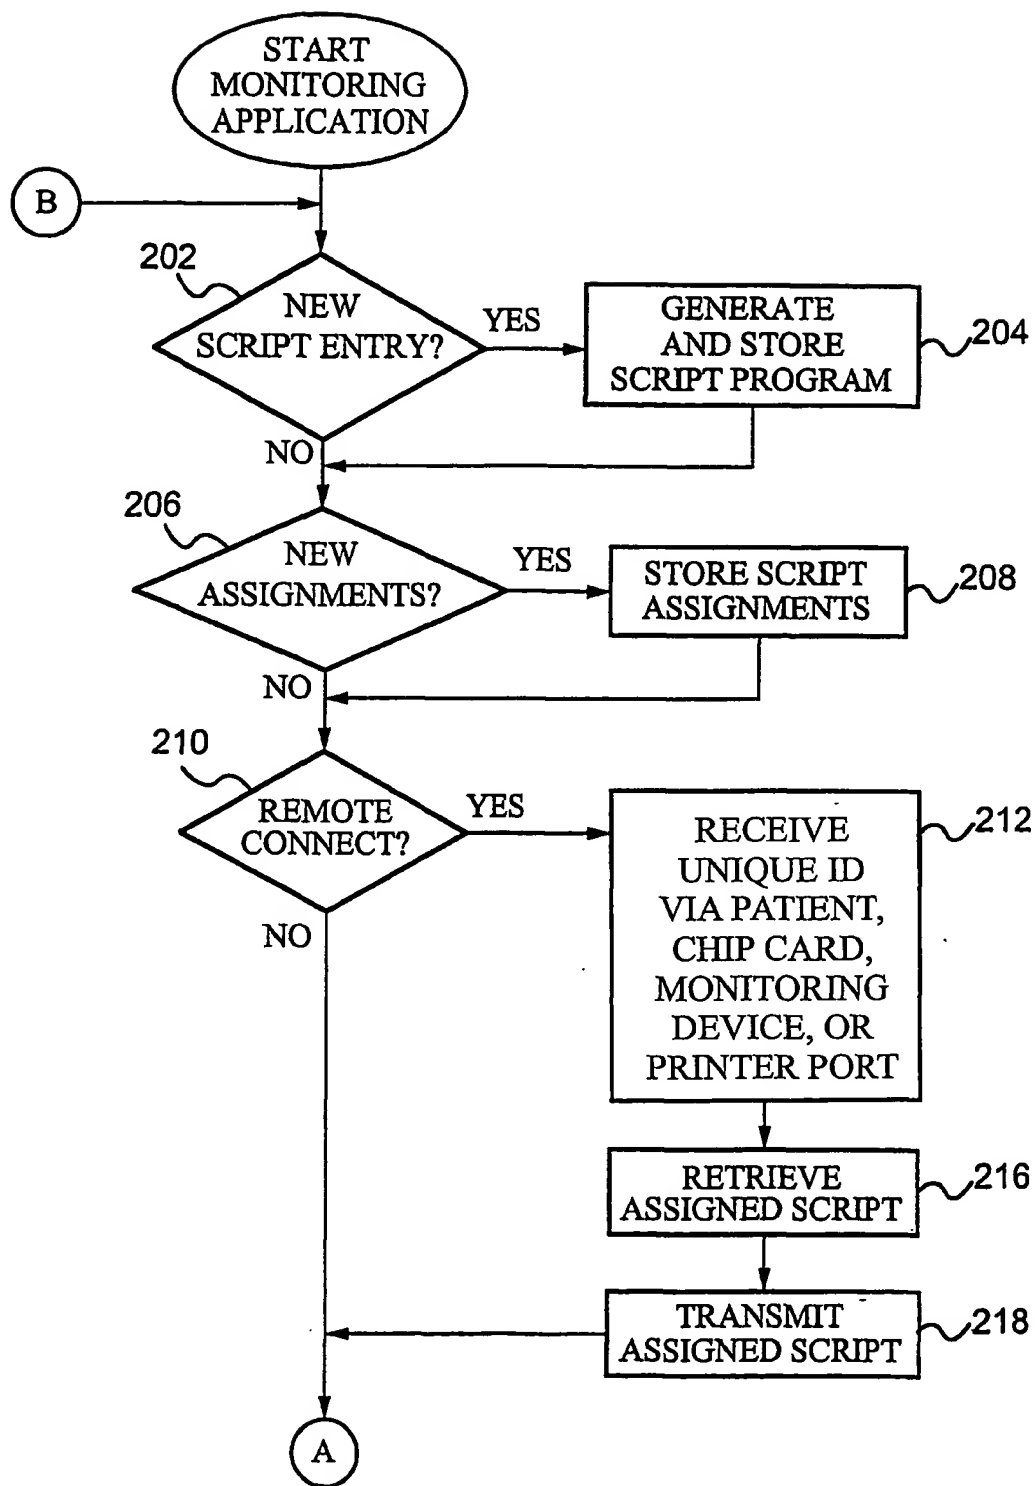 START
MONITORING
APPLICATION
B
202
NEW
SCRIPT ENTRY?
YES
GENERATE
AND STORE
SCRIPT PROGRAM
204
NO
206
NEW
ASSIGNMENTS?
YES
STORE SCRIPT
ASSIGNMENTS
208
NO
210
REMOTE
CONNECT?
YES
RECEIVE
UNIQUE ID
VIA PATIENT,
CHIP CARD,
MONITORING
DEVICE, OR
PRINTER PORT
212
NO
RETRIEVE
ASSIGNED SCRIPT
216
TRANSMIT
ASSIGNED SCRIPT
218
A